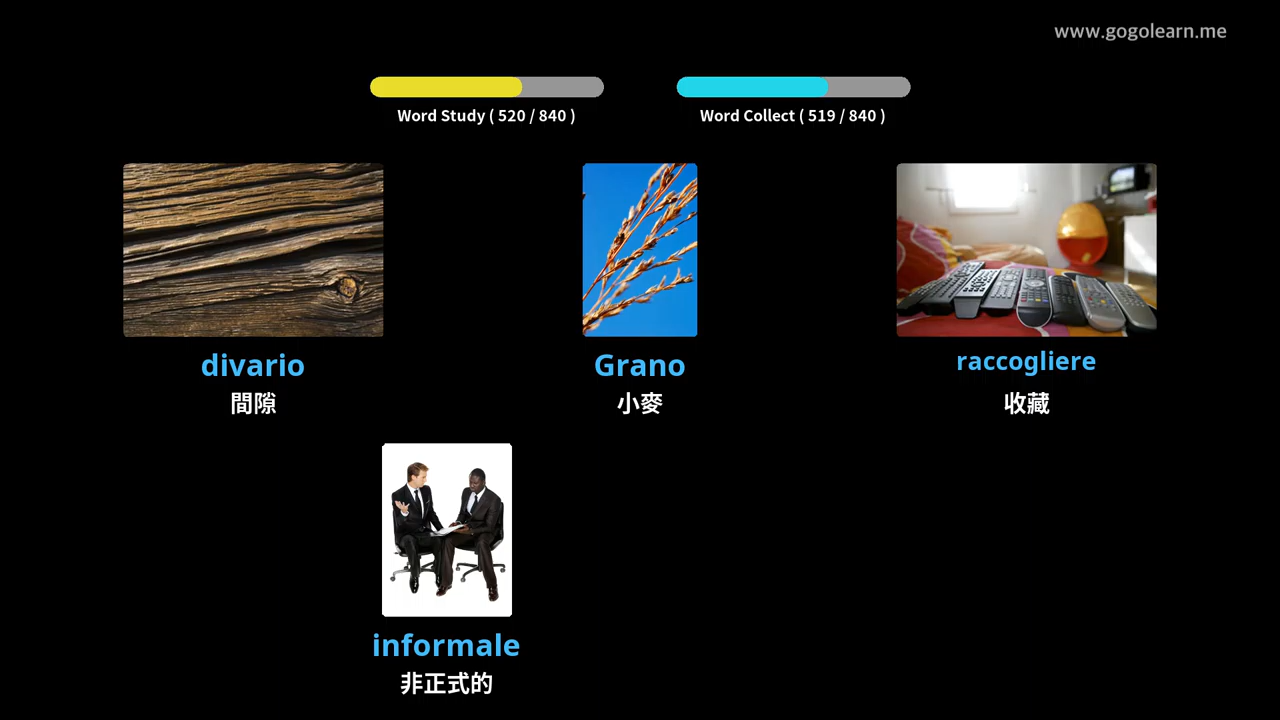 www.gogolearn.me
Word Study ( 520 / 840 )
Word Collect ( 519 / 840 )
divario
間隙
Grano
小麥
raccogliere
收藏
informale
非正式的